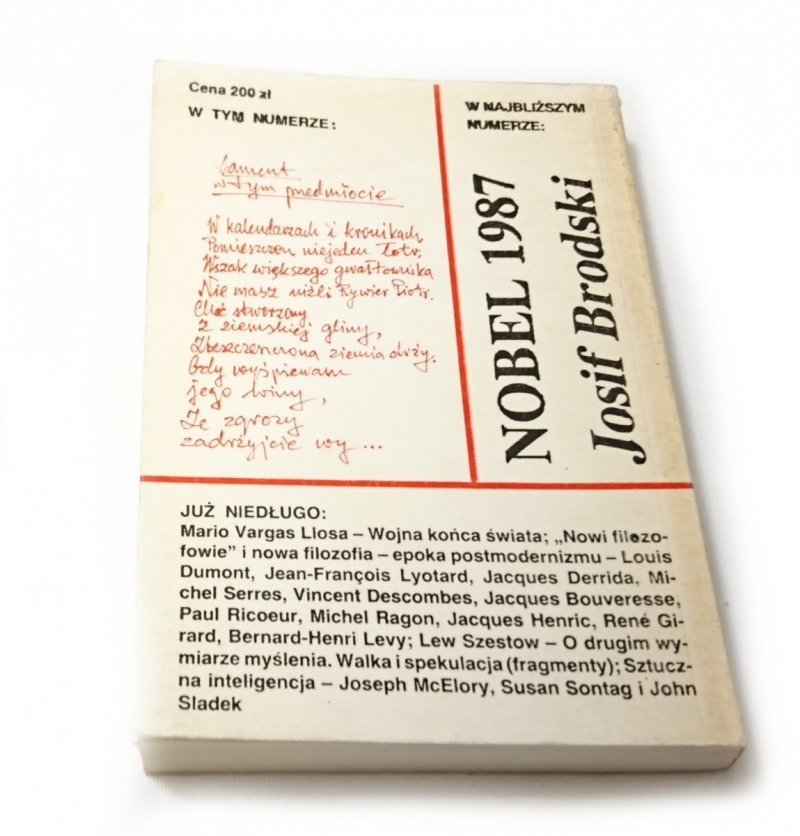 Cena 200 zł
W TYM NUMERZE:
Lament
w tym przedmiocie
W kalendarzach i kronikach
Pomieszczon niejeden łotr,
Wszak większego gwałtownika
Nie masz niźli Rywier Piotr.
Choć stworzony
z ziemskiej gliny,
Zbeszczeszczona ziemia drży.
Gdy wyśpiewam
jego winy,
Ze zgrozy
zadrżyjcie wy ...
W NAJBLIŻSZYM
NUMERZE:
NOBEL 1987
Josif Brodski
JUŻ NIEDŁUGO:
Mario Vargas Llosa – Wojna końca świata; „Nowi filozo-
fowie” i nowa filozofia – epoka postmodernizmu – Louis
Dumont, Jean-François Lyotard, Jacques Derrida, Mi-
chel Serres, Vincent Descombes, Jacques Bouveresse,
Paul Ricoeur, Michel Ragon, Jacques Henric, René Gi-
rard, Bernard-Henri Levy; Lew Szestow – O drugim wy-
miarze myślenia. Walka i spekulacja (fragmenty); Sztucz-
na inteligencja – Joseph McElory, Susan Sontag i John
Sladek